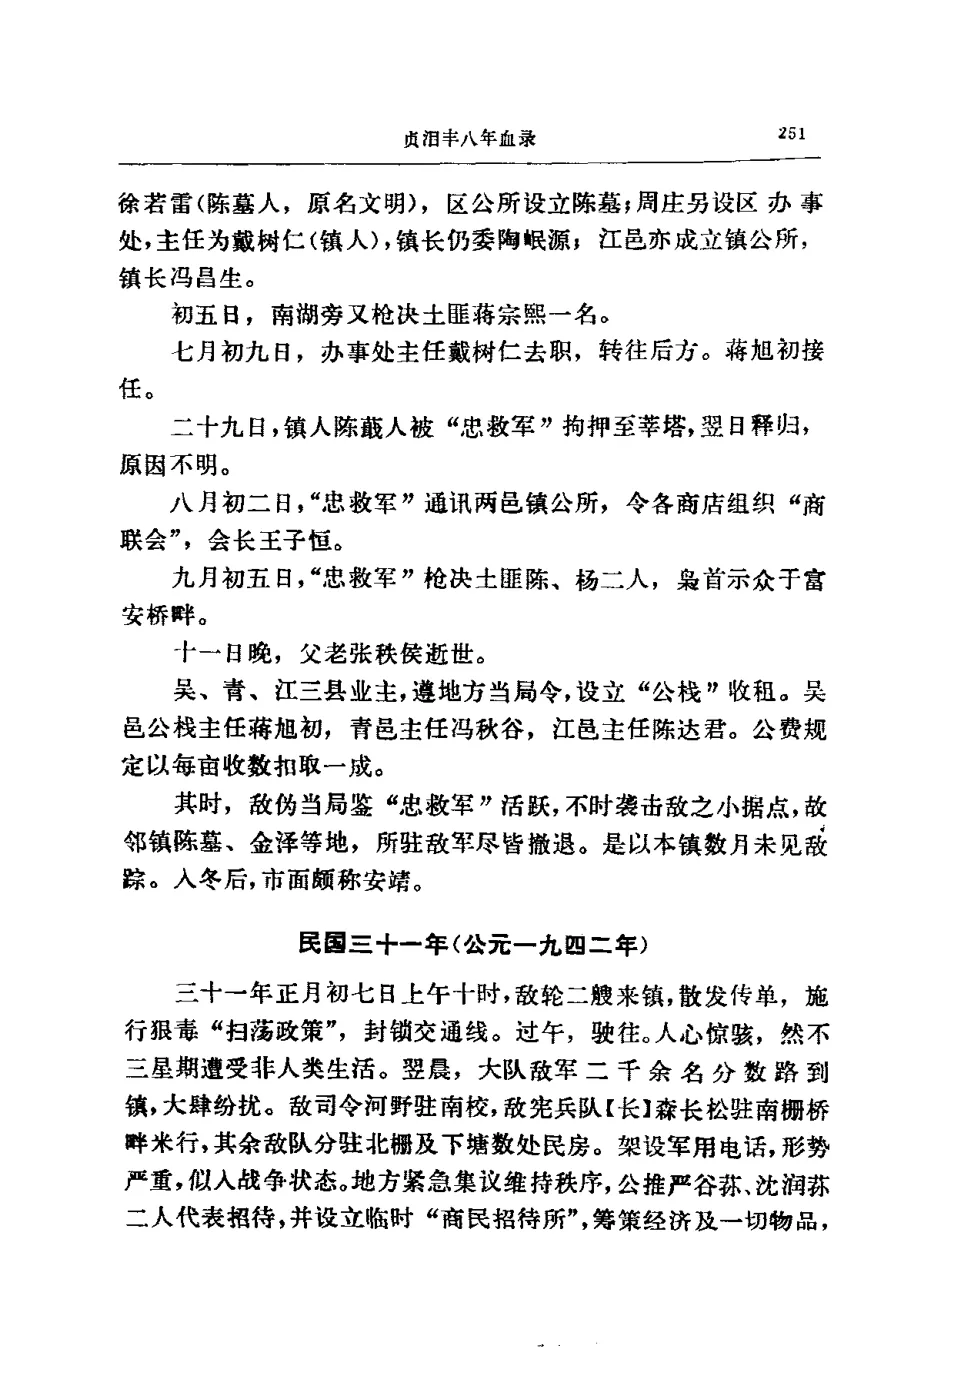 贞泪丰八年血录
251
徐若雷(陈墓人，原名文明)，区公所设立陈墓；周庄另设区办事
处，主任为戴树仁(镇人)，镇长仍委陶岷源；江邑亦成立镇公所，
镇长冯昌生。
初五日，南湖旁又枪决土匪蒋宗熙一名。
七月初九日，办事处主任戴树仁去职，转往后方。蒋旭初接
任。
二十九日，镇人陈蕺人被“忠救军”拘押至莘塔，翌日释归，
原因不明。
八月初二日，“忠救军”通讯两邑镇公所，令各商店组织“商
联会”，会长王子恒。
九月初五日，“忠救军”枪决土匪陈、杨二人，枭首示众于富
安桥畔。
十一日晚，父老张秩侯逝世。
吴、青、江三县业主，遵地方当局令，设立“公栈”收租。吴
邑公栈主任蒋旭初，青邑主任冯秋谷，江邑主任陈达君。公费规
定以每亩收数扣取一成。
其时，敌伪当局鉴“忠救军”活跃，不时袭击敌之小据点，故
邻镇陈墓、金泽等地，所驻敌军尽皆撤退。是以本镇数月未见敌
踪。入冬后，市面颇称安靖。
民国三十一年(公元一九四二年)
三十一年正月初七日上午十时，敌轮二艘来镇，散发传单，施
行狠毒“扫荡政策”，封锁交通线。过午，驶往。人心惊骇，然不
三星期遭受非人类生活。翌晨，大队敌军二千余名分数路到
镇，大肆纷扰。敌司令河野驻南校，敌宪兵队【长】森长松驻南栅桥
畔米行，其余敌队分驻北栅及下塘数处民房。架设军用电话，形势
严重，似入战争状态。地方紧急集议维持秩序，公推严谷荪、沈润荪
二人代表招待，并设立临时“商民招待所”，筹策经济及一切物品，